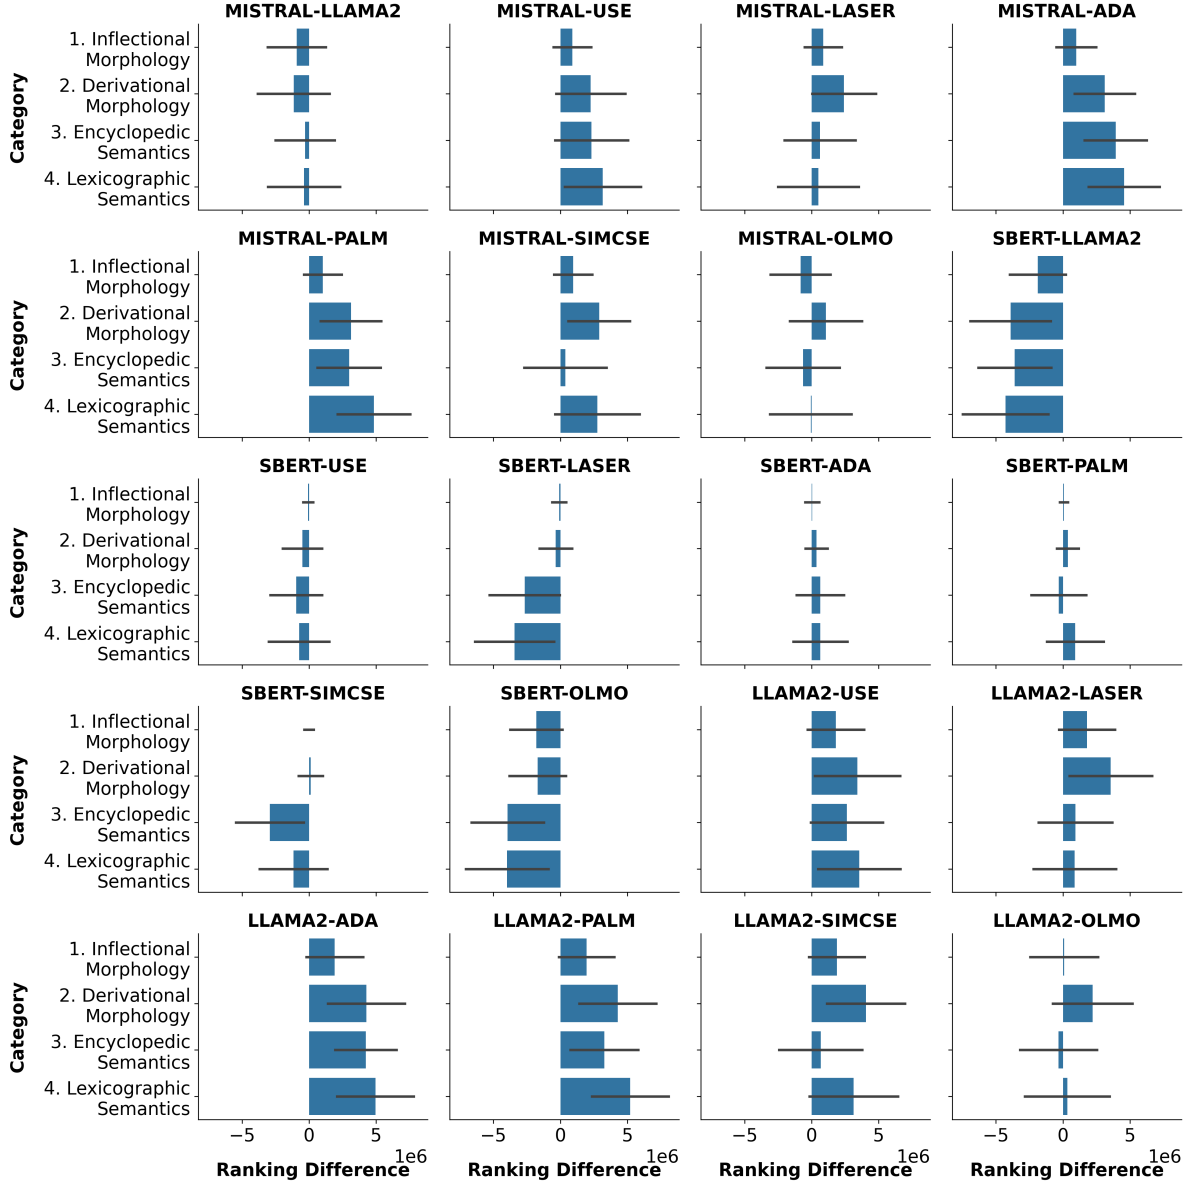 MISTRAL-LLAMA2 MISTRAL-USE MISTRAL-LASER MISTRAL-ADA
Category
1. Inflectional
Morphology
2. Derivational
Morphology
3. Encyclopedic
Semantics
4. Lexicographic
Semantics
MISTRAL-PALM MISTRAL-SIMCSE MISTRAL-OLMO SBERT-LLAMA2
Category
1. Inflectional
Morphology
2. Derivational
Morphology
3. Encyclopedic
Semantics
4. Lexicographic
Semantics
SBERT-USE SBERT-LASER SBERT-ADA SBERT-PALM
Category
1. Inflectional
Morphology
2. Derivational
Morphology
3. Encyclopedic
Semantics
4. Lexicographic
Semantics
SBERT-SIMCSE SBERT-OLMO LLAMA2-USE LLAMA2-LASER
Category
1. Inflectional
Morphology
2. Derivational
Morphology
3. Encyclopedic
Semantics
4. Lexicographic
Semantics
LLAMA2-ADA LLAMA2-PALM LLAMA2-SIMCSE LLAMA2-OLMO
Category
1. Inflectional
Morphology
2. Derivational
Morphology
3. Encyclopedic
Semantics
4. Lexicographic
Semantics
−5 0 5 −5 0 5 −5 0 5 −5 0 5
1e6 1e6 1e6 1e6
Ranking Difference Ranking Difference Ranking Difference Ranking Difference